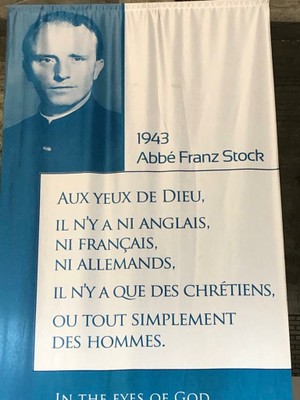 1943
Abbé Franz Stock
AUX YEUX DE DIEU,
IL N'Y A NI ANGLAIS,
NI FRANÇAIS,
NI ALLEMANDS,
IL N'Y A QUE DES CHRÉTIENS,
OU TOUT SIMPLEMENT
DES HOMMES.
IN THE EYES OF GOD